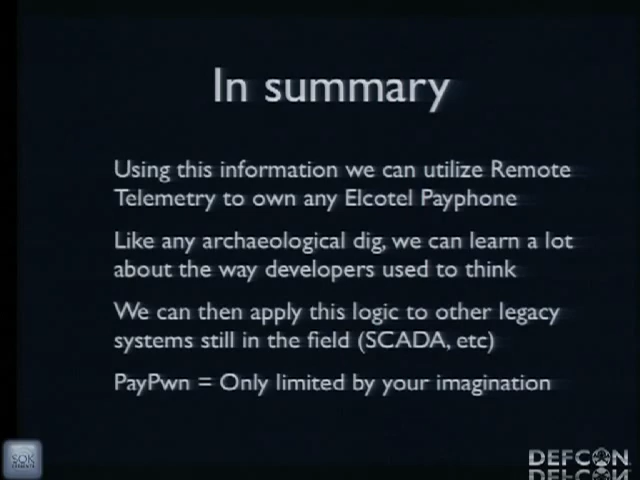 In summary
Using this information we can utilize Remote
Telemetry to own any Elcotel Payphone
Like any archaeological dig, we can learn a lot
about the way developers used to think
We can then apply this logic to other legacy
systems still in the field (SCADA, etc)
PayPwn = Only limited by your imagination
SOK
DEFCON